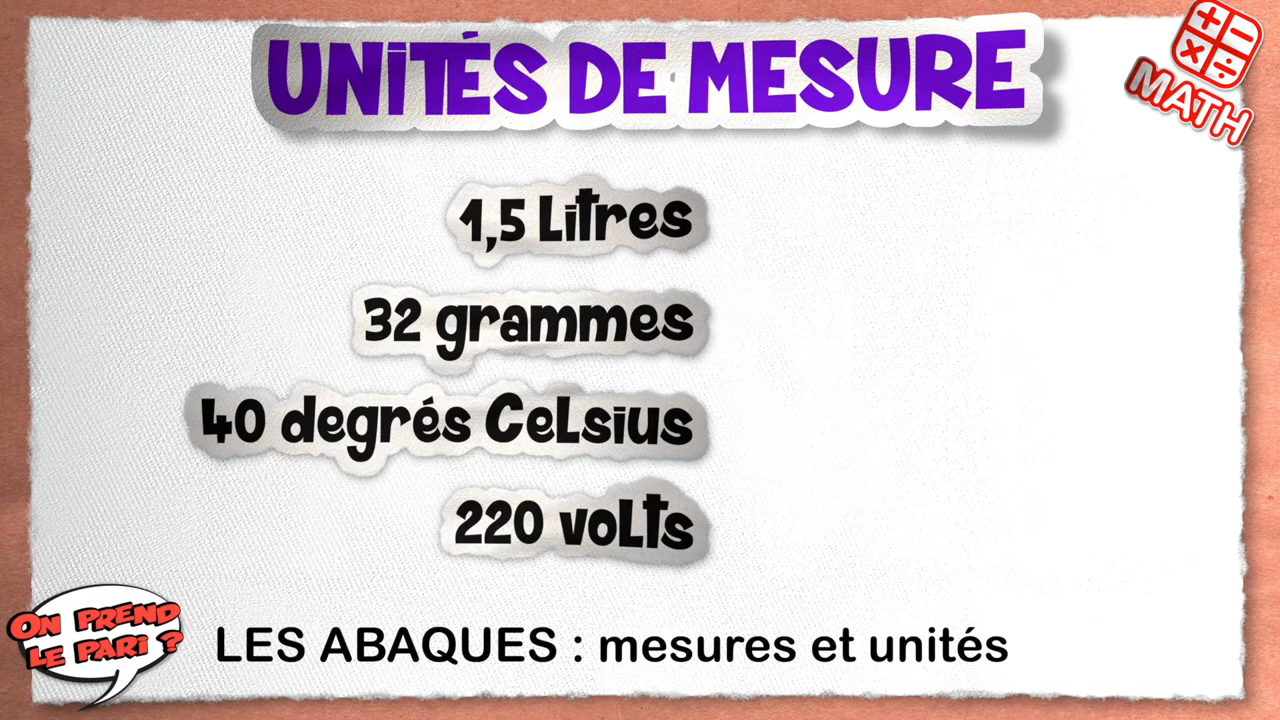 UNITÉS DE MESURE
MATH
1,5 Litres
32 grammes
40 degrés Celsius
220 volts
ON PREND
LE PARI ?
LES ABAQUES : mesures et unités